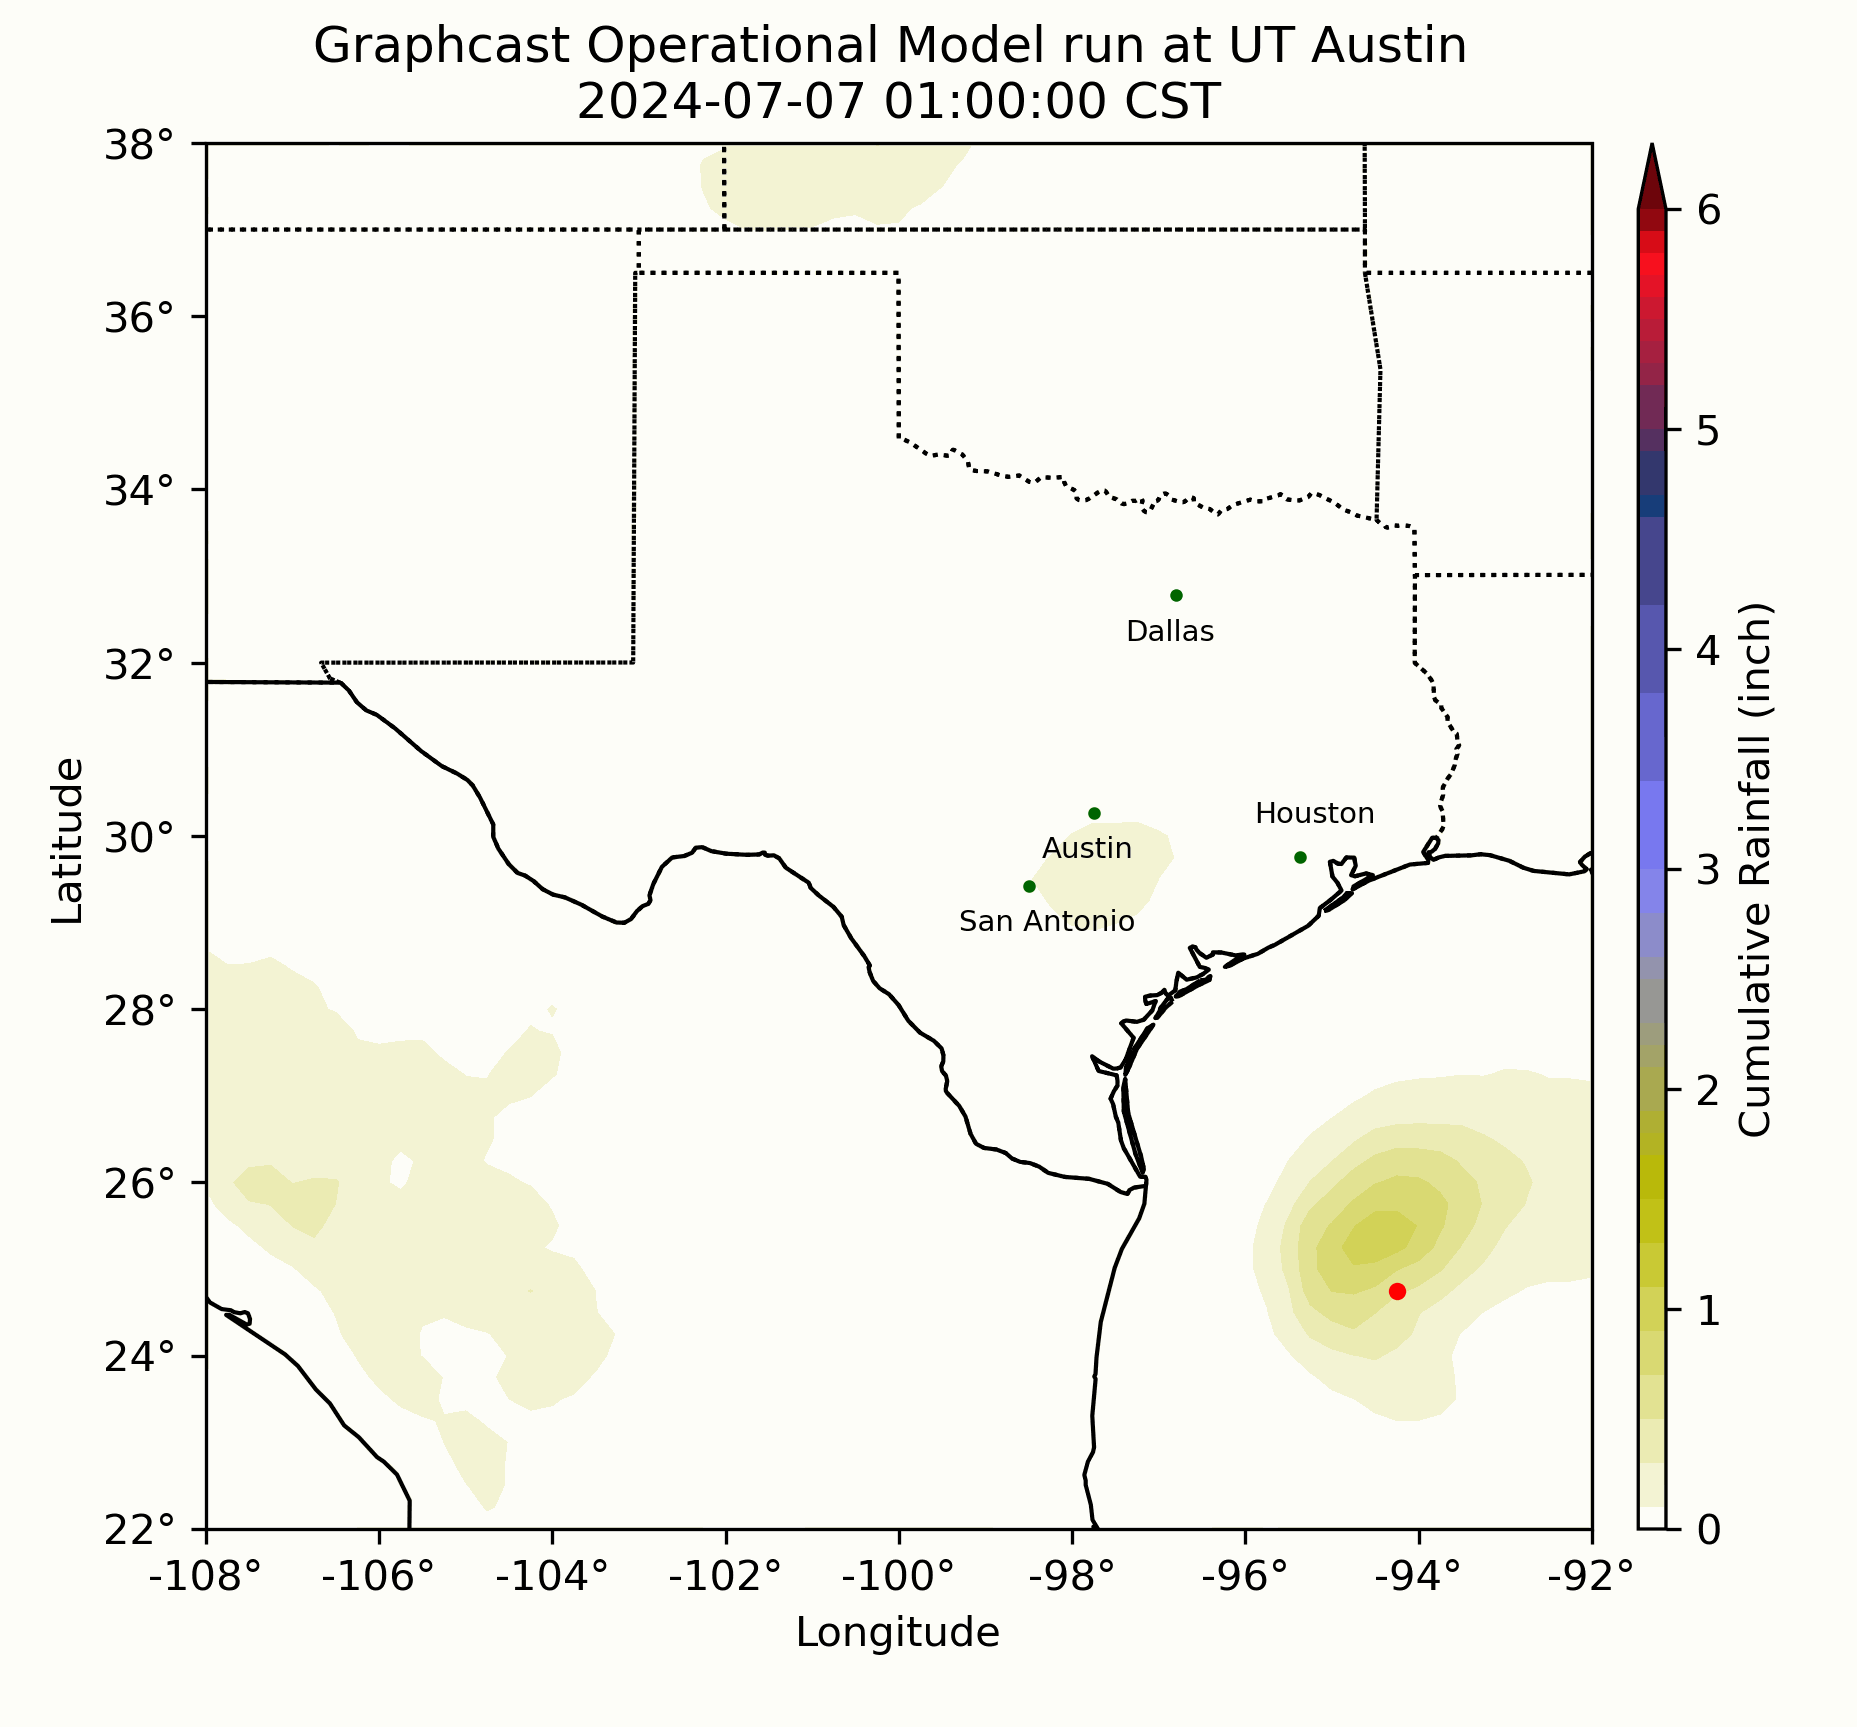 Graphcast Operational Model run at UT Austin
2024-07-07 01:00:00 CST
38°
36°
34°
32°
30°
28°
26°
24°
22°
Latitude
Dallas
Houston
Austin
San Antonio
-108°
-106°
-104°
-102°
-100°
-98°
-96°
-94°
-92°
Longitude
6
5
4
3
2
1
0
Cumulative Rainfall (inch)